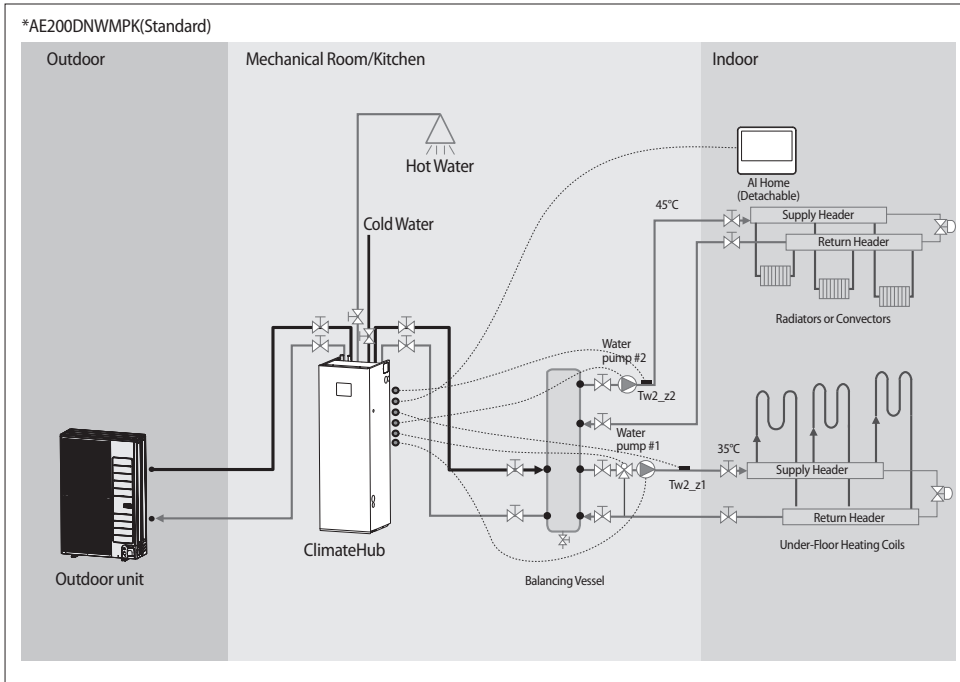 *AE200DNWMPK(Standard)
Outdoor
Mechanical Room/Kitchen
Indoor
Hot Water
AI Home
(Detachable)
Cold Water
45°C
Supply Header
Return Header
Radiators or Convectors
Water
pump #2
Tw2_z2
Water
pump #1
35°C
Tw2_z1
Supply Header
Return Header
Under-Floor Heating Coils
ClimateHub
Outdoor unit
Balancing Vessel